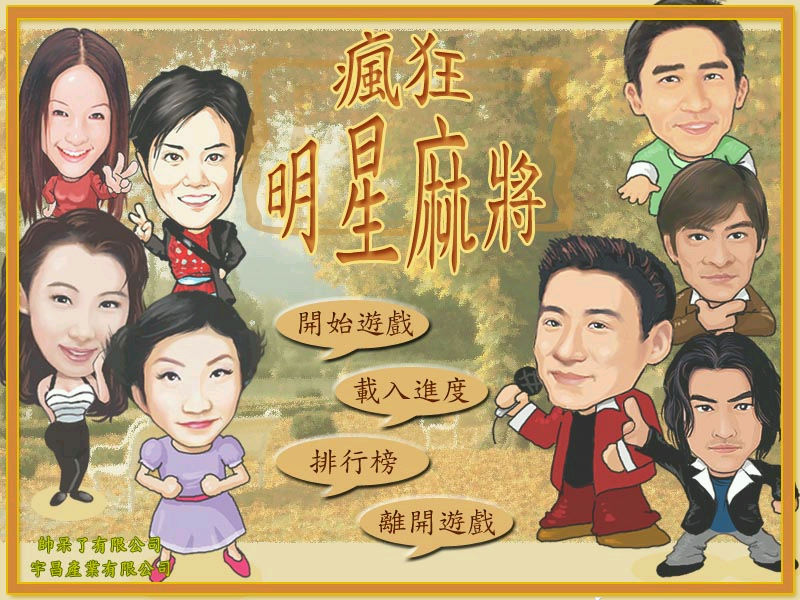 瘋狂
明星麻將
開始遊戲
載入進度
排行榜
離開遊戲
帥呆了有限公司
宇昌產業有限公司